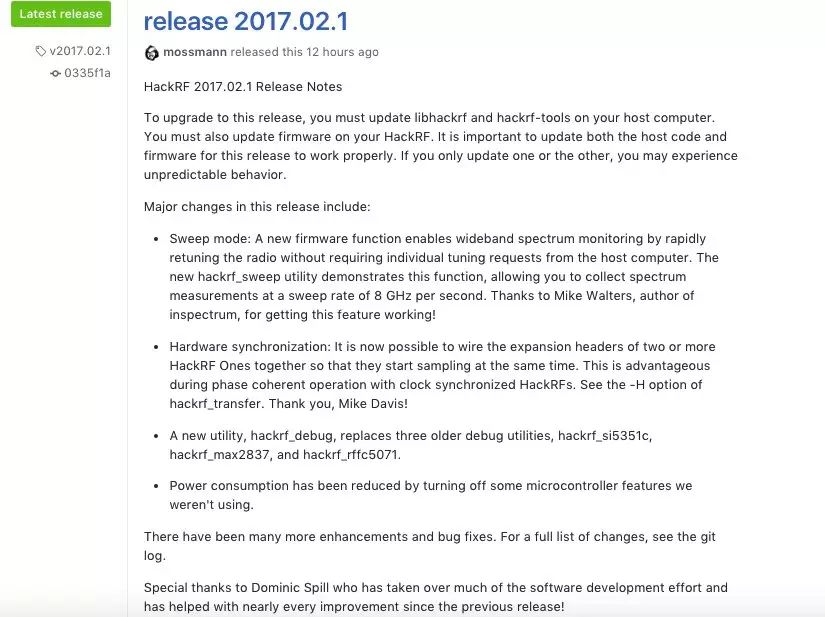 Latest release
v2017.02.1
0335f1a
release 2017.02.1
mossmann released this 12 hours ago
HackRF 2017.02.1 Release Notes
To upgrade to this release, you must update libhackrf and hackrf-tools on your host computer.
You must also update firmware on your HackRF. It is important to update both the host code and
firmware for this release to work properly. If you only update one or the other, you may experience
unpredictable behavior.
Major changes in this release include:
• Sweep mode: A new firmware function enables wideband spectrum monitoring by rapidly
retuning the radio without requiring individual tuning requests from the host computer. The
new hackrf_sweep utility demonstrates this function, allowing you to collect spectrum
measurements at a sweep rate of 8 GHz per second. Thanks to Mike Walters, author of
inspectrum, for getting this feature working!
• Hardware synchronization: It is now possible to wire the expansion headers of two or more
HackRF Ones together so that they start sampling at the same time. This is advantageous
during phase coherent operation with clock synchronized HackRFs. See the -H option of
hackrf_transfer. Thank you, Mike Davis!
• A new utility, hackrf_debug, replaces three older debug utilities, hackrf_si5351c,
hackrf_max2837, and hackrf_rffc5071.
• Power consumption has been reduced by turning off some microcontroller features we
weren't using.
There have been many more enhancements and bug fixes. For a full list of changes, see the git
log.
Special thanks to Dominic Spill who has taken over much of the software development effort and
has helped with nearly every improvement since the previous release!